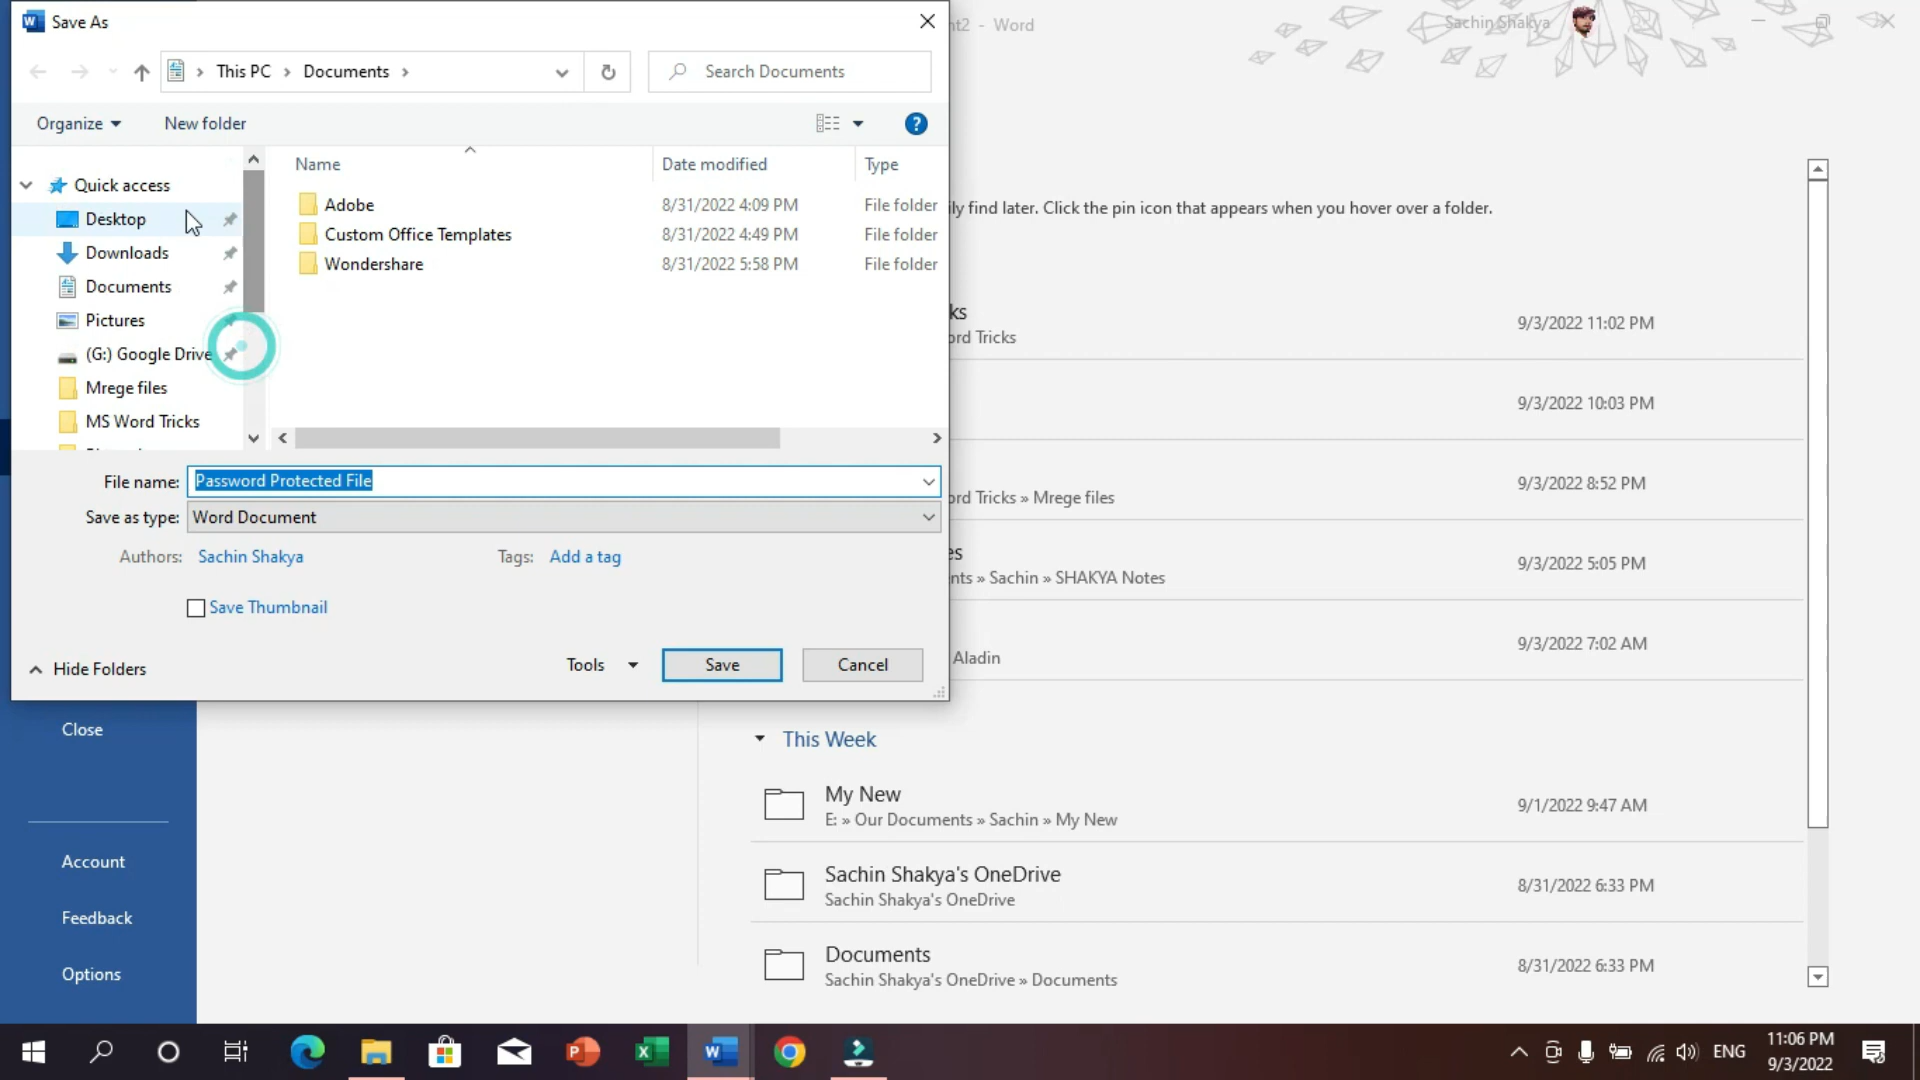 Save As
nt2 - Word
Sachin Shakya
This PC
Documents
Search Documents
Organize
New folder
?
Name
Date modified
Type
Quick access
Desktop
Downloads
Documents
Pictures
(G:) Google Drive
Mrege files
MS Word Tricks
Adobe
8/31/2022 4:09 PM
File folder
Custom Office Templates
8/31/2022 4:49 PM
File folder
Wondershare
8/31/2022 5:58 PM
File folder
ily find later. Click the pin icon that appears when you hover over a folder.
File name:
Password Protected File
Save as type:
Word Document
Authors:
Sachin Shakya
Tags:
Add a tag
Save Thumbnail
Hide Folders
Tools
Save
Cancel
ks
ord Tricks
9/3/2022 11:02 PM
9/3/2022 10:03 PM
ord Tricks » Mrege files
9/3/2022 8:52 PM
es
nts » Sachin » SHAKYA Notes
9/3/2022 5:05 PM
Aladin
9/3/2022 7:02 AM
Close
Account
Feedback
Options
This Week
My New
E: » Our Documents » Sachin » My New
9/1/2022 9:47 AM
Sachin Shakya's OneDrive
Sachin Shakya's OneDrive
8/31/2022 6:33 PM
Documents
Sachin Shakya's OneDrive » Documents
8/31/2022 6:33 PM
ENG
11:06 PM
9/3/2022